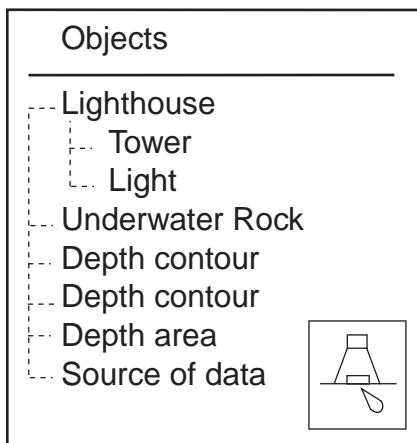 Objects
Lighthouse
Tower
Light
Underwater Rock
Depth contour
Depth contour
Depth area
Source of data